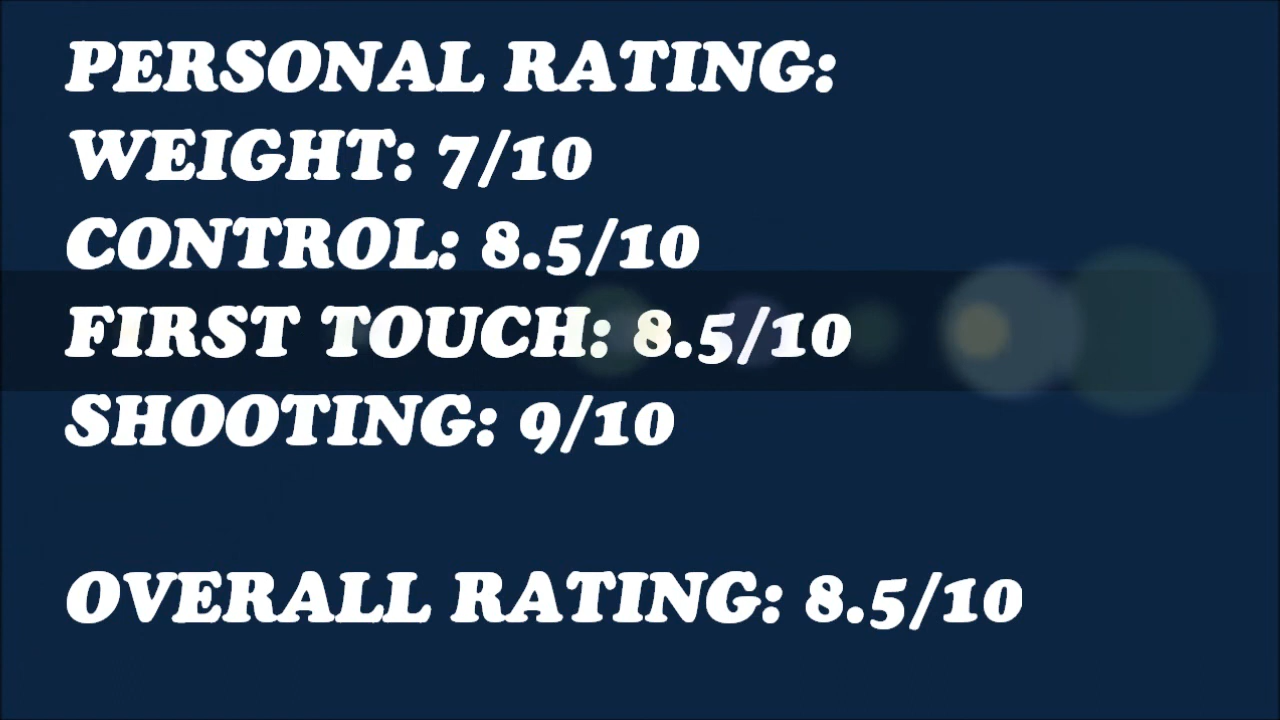 PERSONAL RATING:
WEIGHT: 7/10
CONTROL: 8.5/10
FIRST TOUCH: 8.5/10
SHOOTING: 9/10
OVERALL RATING: 8.5/10